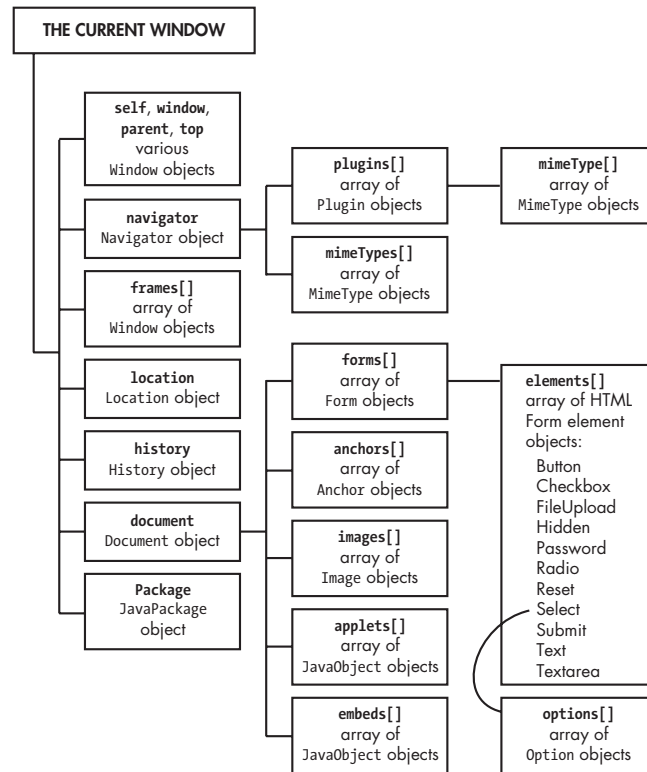 THE CURRENT WINDOW
self, window,
parent, top
various
Window objects
navigator
Navigator object
frames[]
array of
Window objects
location
Location object
history
History object
document
Document object
Package
JavaPackage
object
plugins[]
array of
Plugin objects
mimeTypes[]
array of
MimeType objects
forms[]
array of
Form objects
anchors[]
array of
Anchor objects
images[]
array of
Image objects
applets[]
array of
JavaObject objects
embeds[]
array of
JavaObject objects
mimeType[]
array of
MimeType objects
elements[]
array of HTML
Form element
objects:
Button
Checkbox
FileUpload
Hidden
Password
Radio
Reset
Select
Submit
Text
Textarea
options[]
array of
Option objects